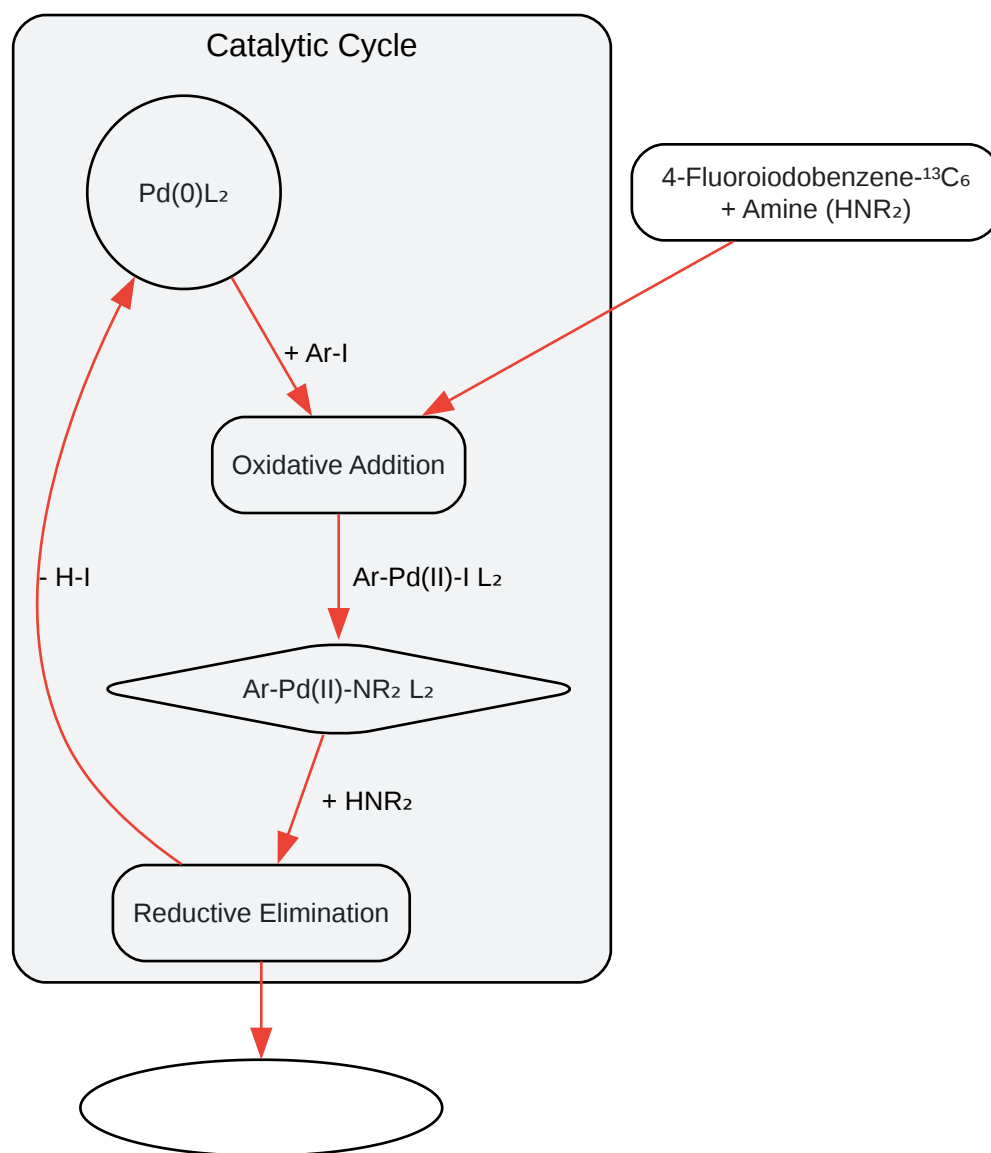 Catalytic Cycle
Pd(0)L₂
4-Fluoroiodobenzene-¹³C₆
+ Amine (HNR₂)
+ Ar-I
Oxidative Addition
- H-I
Ar-Pd(II)-I L₂
Ar-Pd(II)-NR₂ L₂
+ HNR₂
Reductive Elimination